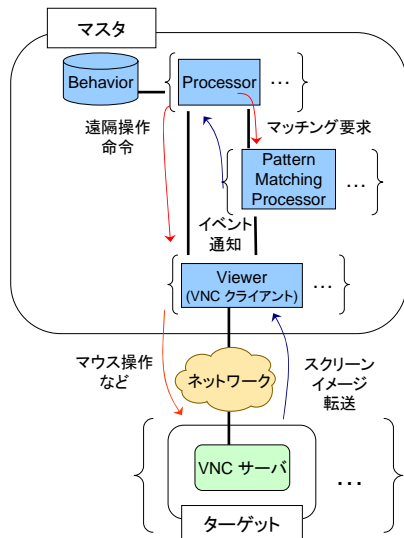 マスタ
Behavior
Processor
…
遠隔操作
命令
マッチング要求
Pattern
Matching
Processor
…
イベント
通知
Viewer
(VNC クライアント)
…
マウス操作
など
ネットワーク
スクリーン
イメージ
転送
VNC サーバ
…
ターゲット